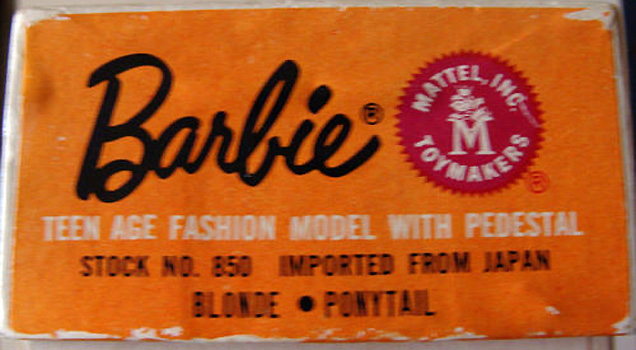 Barbie®
MATTEL, INC.
M
TOYMAKERS
®
TEEN AGE FASHION MODEL WITH PEDESTAL
STOCK NO. 850 IMPORTED FROM JAPAN
BLONDE ● PONYTAIL